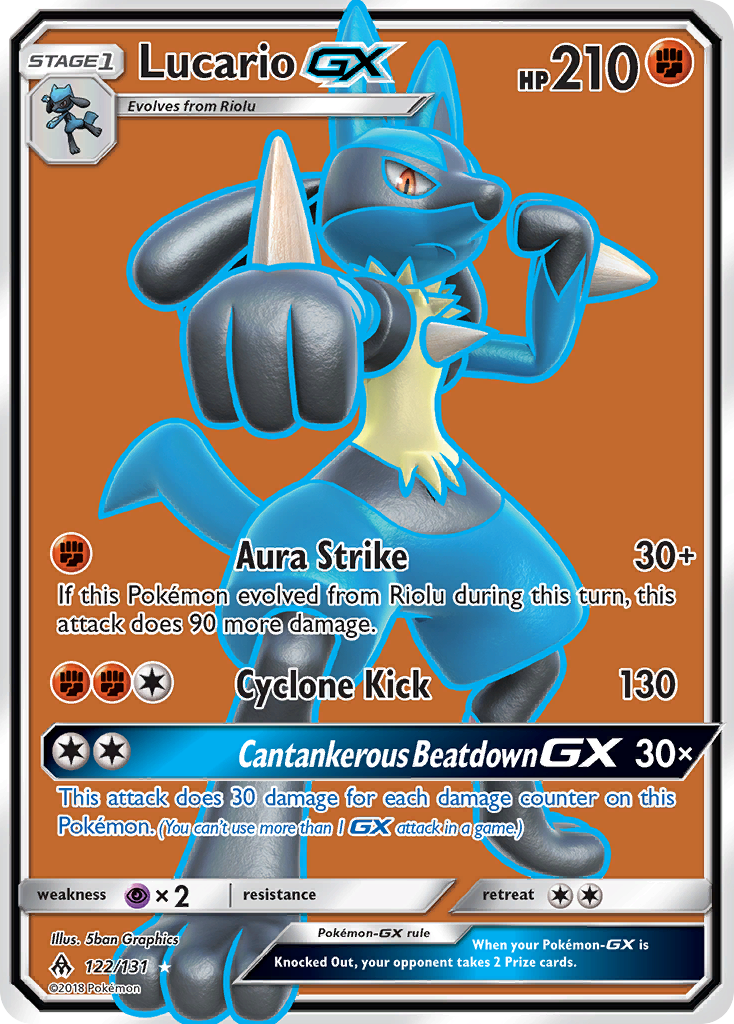 STAGE1 Lucario GX HP210
Evolves from Riolu
Aura Strike 30+
If this Pokémon evolved from Riolu during this turn, this
attack does 90 more damage.
Cyclone Kick 130
Cantankerous Beatdown GX 30×
This attack does 30 damage for each damage counter on this
Pokémon. (You can't use more than 1 GX attack in a game.)
weakness ×2 resistance retreat
Illus. 5ban Graphics
122/131
©2018 Pokémon
Pokémon-GX rule
When your Pokémon-GX is
Knocked Out, your opponent takes 2 Prize cards.